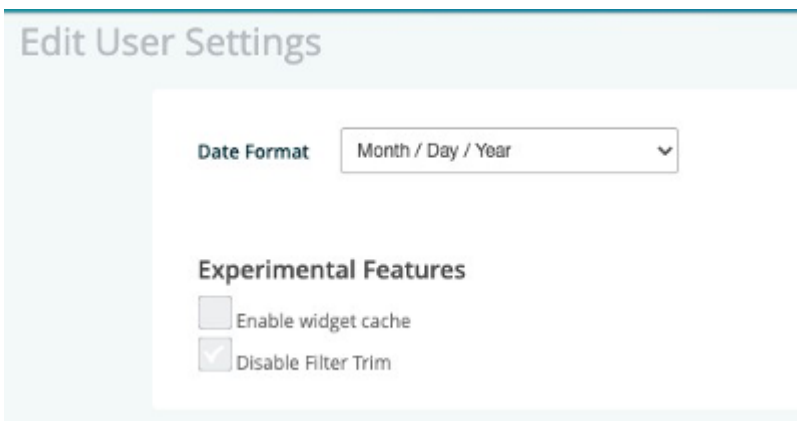 Edit User Settings
Date Format
Month / Day / Year
Experimental Features
Enable widget cache
Disable Filter Trim